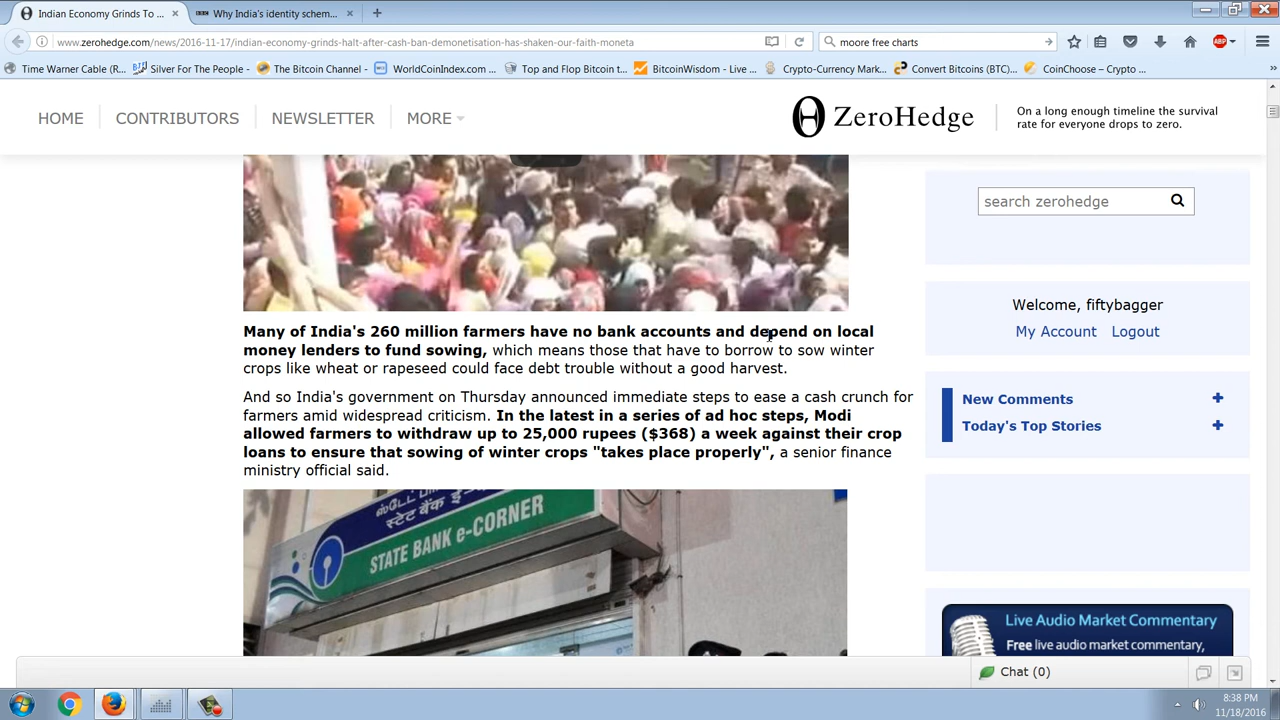 Indian Economy Grinds To ...
Why India's identity schem...
www.zerohedge.com/news/2016-11-17/indian-economy-grinds-halt-after-cash-ban-demonetisation-has-shaken-our-faith-moneta
moore free charts
ABP
Time Warner Cable (R...
Silver For The People - ...
The Bitcoin Channel - ...
WorldCoinIndex.com ...
Top and Flop Bitcoin t...
BitcoinWisdom - Live ...
Crypto-Currency Mark...
Convert Bitcoins (BTC)...
CoinChoose – Crypto ...
HOME
CONTRIBUTORS
NEWSLETTER
MORE
ZeroHedge
On a long enough timeline the survival
rate for everyone drops to zero.
search zerohedge
Welcome, fiftybagger
My Account Logout
New Comments +
Today's Top Stories +
Many of India's 260 million farmers have no bank accounts and depend on local
money lenders to fund sowing, which means those that have to borrow to sow winter
crops like wheat or rapeseed could face debt trouble without a good harvest.
And so India's government on Thursday announced immediate steps to ease a cash crunch for
farmers amid widespread criticism. In the latest in a series of ad hoc steps, Modi
allowed farmers to withdraw up to 25,000 rupees ($368) a week against their crop
loans to ensure that sowing of winter crops "takes place properly", a senior finance
ministry official said.
स्टेट बैंक
STATE BANK e-CORNER
Live Audio Market Commentary
Free live audio market commentary,
Chat (0)
8:38 PM
11/18/2016